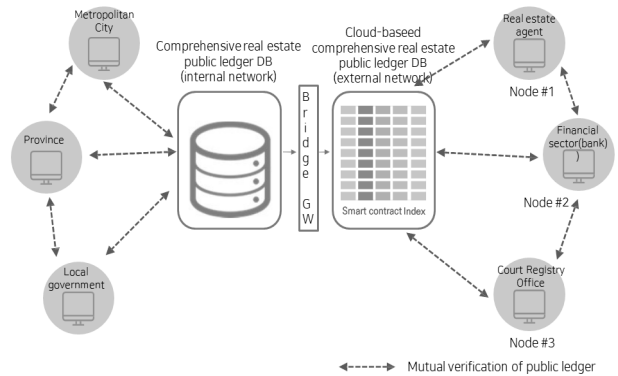 Metropolitan
City
Comprehensive real estate
public ledger DB
(internal network)
Cloud-baseed
comprehensive real estate
public ledger DB
(external network)
Real estate
agent
Node #1
Province
Bridge
GW
Financial
sector(bank)
)
Node #2
Smart contract Index
Local
government
Court Registry
Office
Node #3
Mutual verification of public ledger